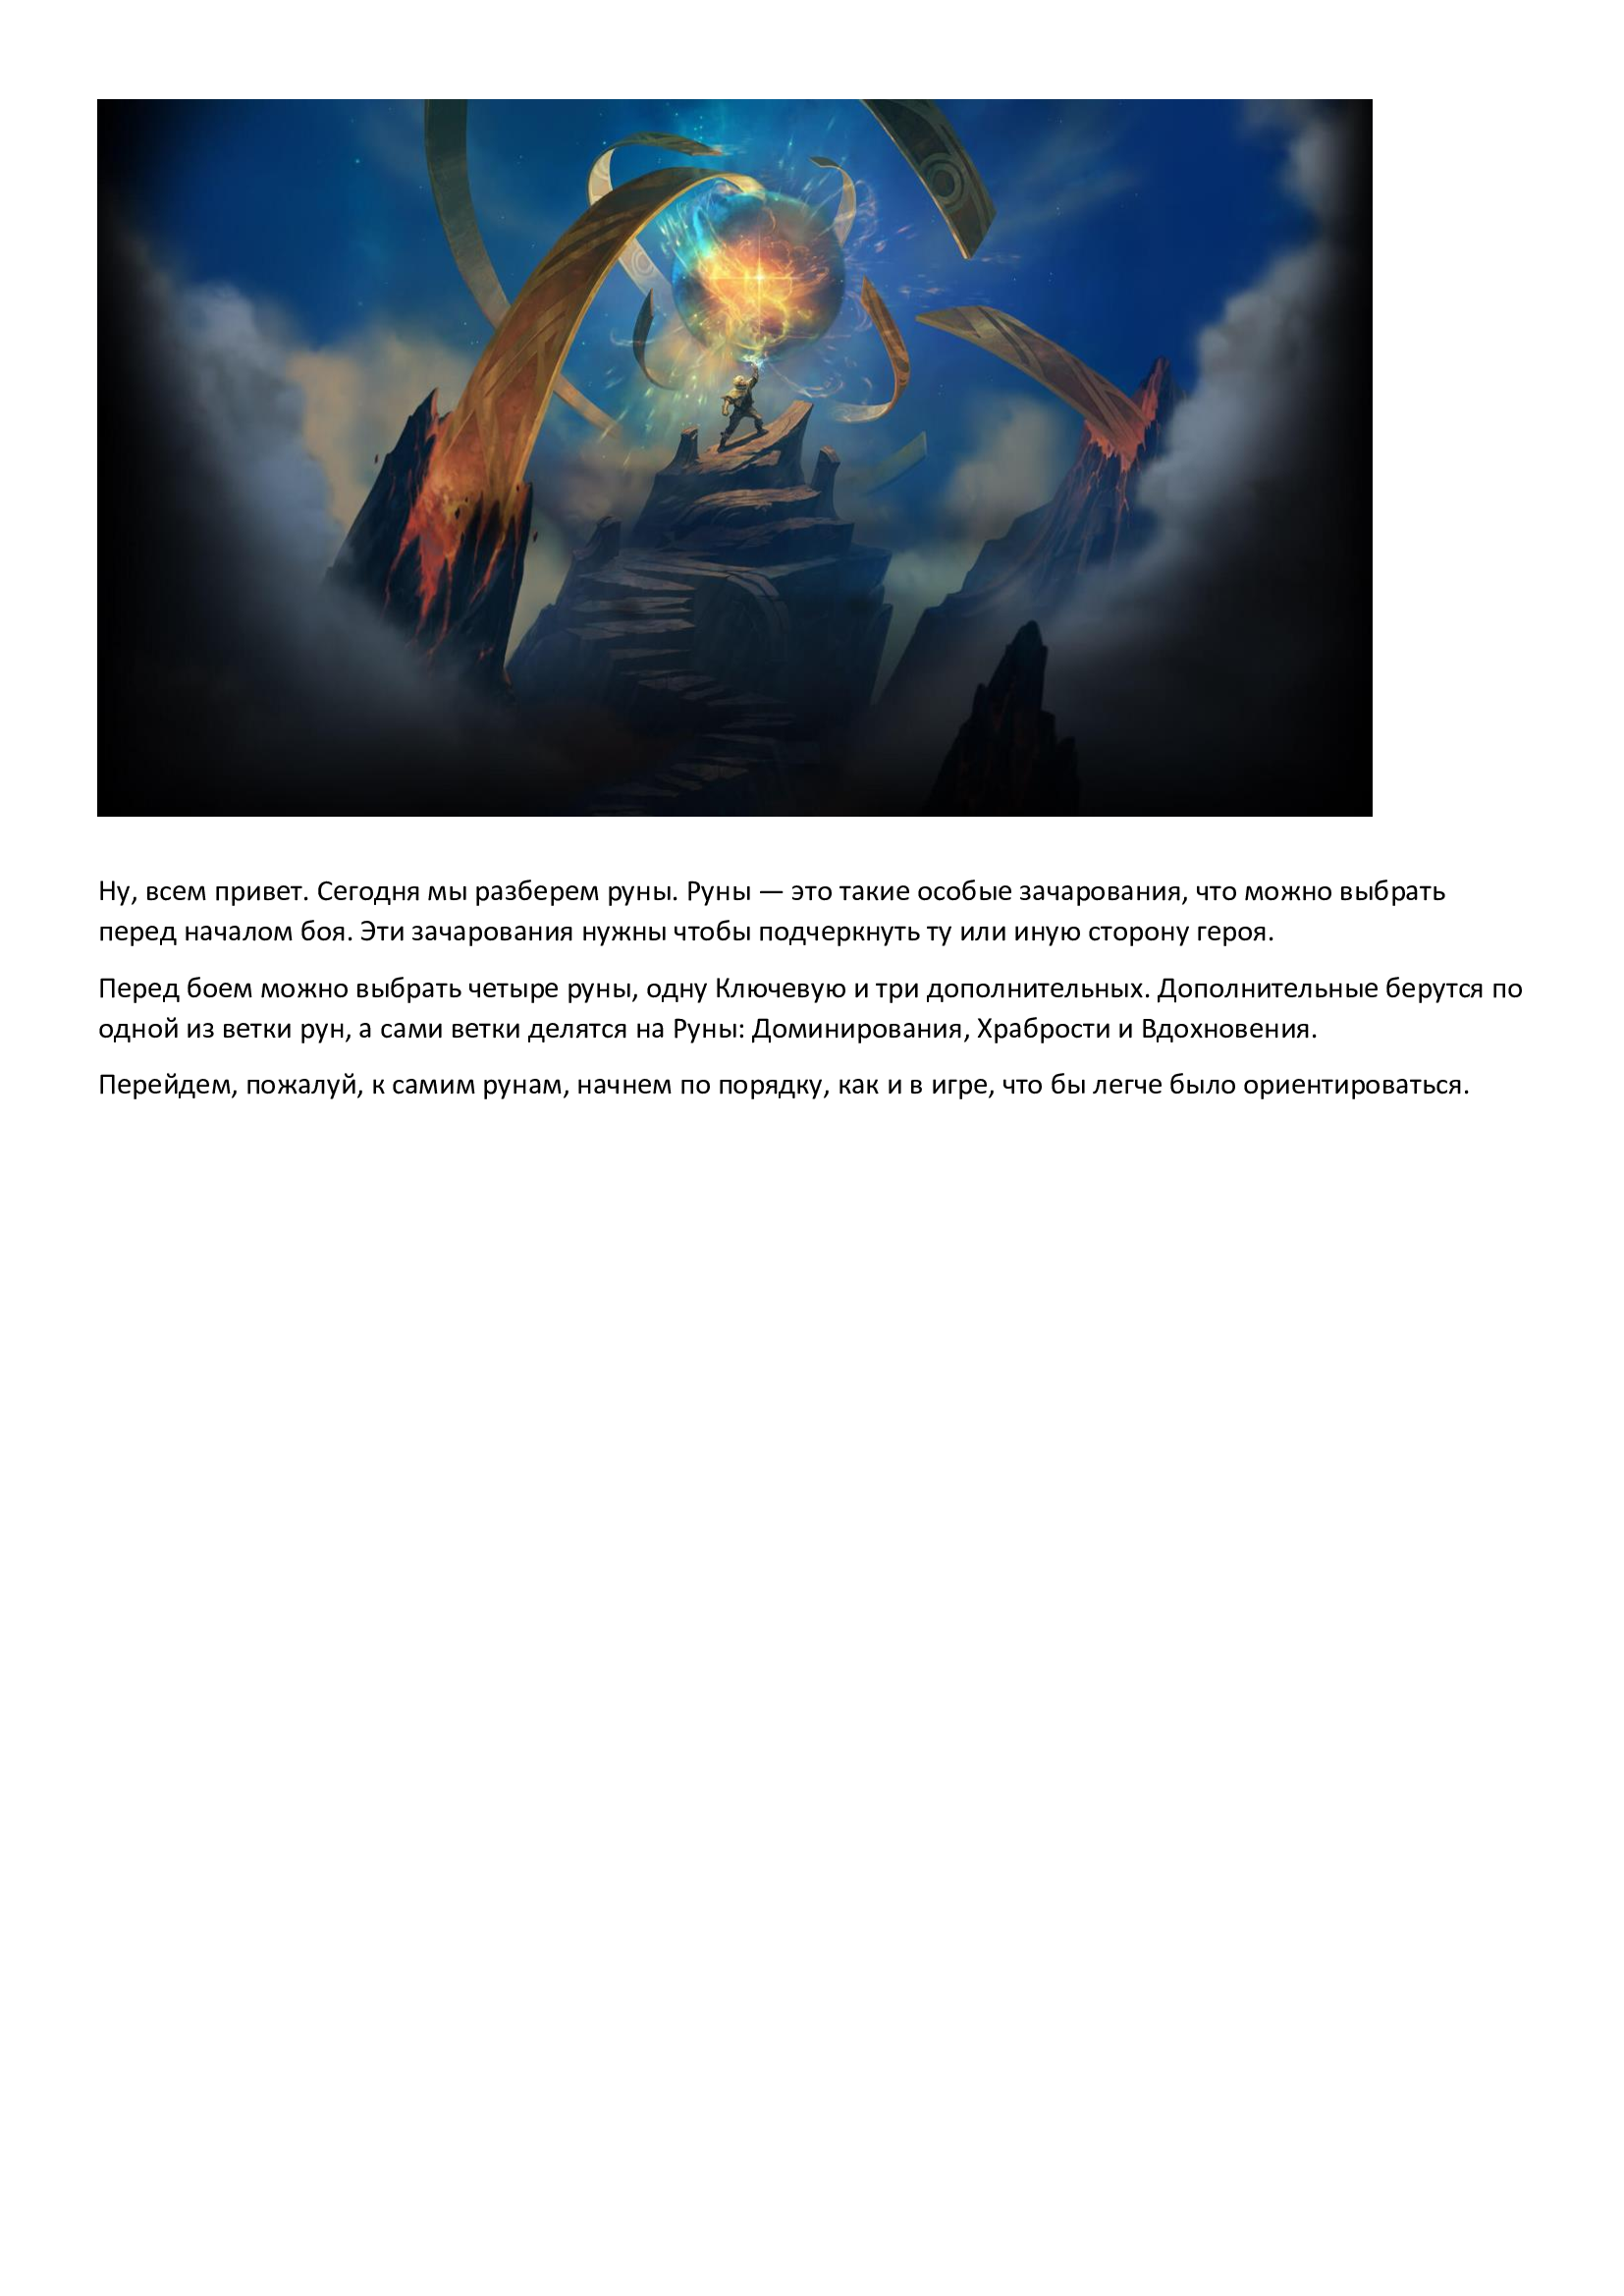 Ну, всем привет. Сегодня мы разберем руны. Руны — это такие особые зачарования, что можно выбрать
перед началом боя. Эти зачарования нужны чтобы подчеркнуть ту или иную сторону героя.
Перед боем можно выбрать четыре руны, одну Ключевую и три дополнительных. Дополнительные берутся по
одной из ветки рун, а сами ветки делятся на Руны: Доминирования, Храбрости и Вдохновения.
Перейдем, пожалуй, к самим рунам, начнем по порядку, как и в игре, что бы легче было ориентироваться.